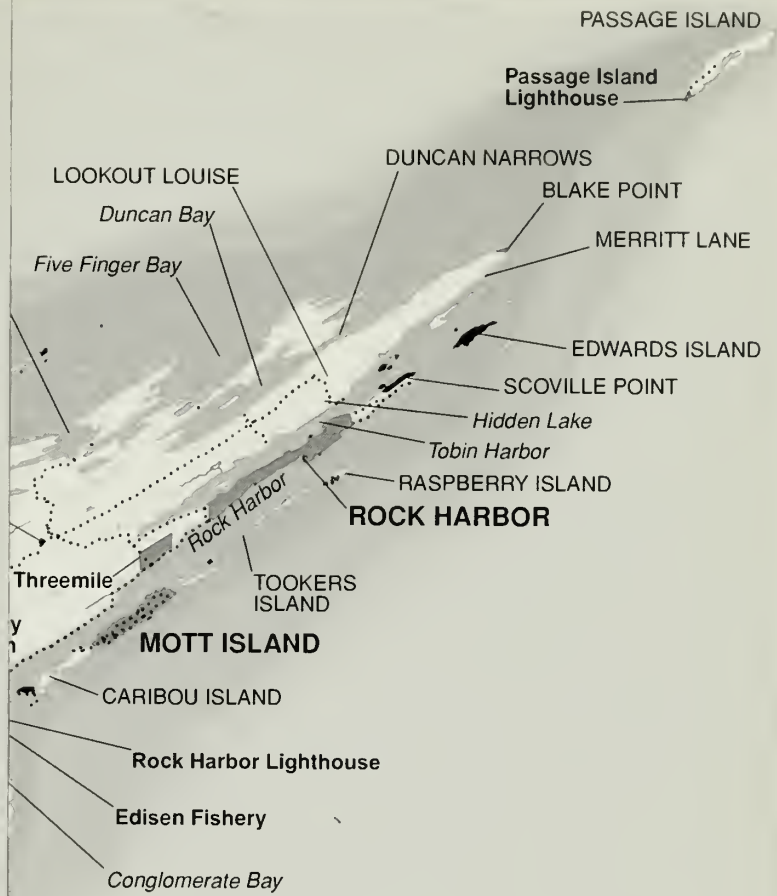 PASSAGE ISLAND
Passage Island
Lighthouse
DUNCAN NARROWS
LOOKOUT LOUISE
BLAKE POINT
Duncan Bay
MERRITT LANE
Five Finger Bay
EDWARDS ISLAND
SCOVILLE POINT
Hidden Lake
Tobin Harbor
RASPBERRY ISLAND
Rock Harbor
ROCK HARBOR
Threemile
TOOKERS
ISLAND
y
MOTT ISLAND
CARIBOU ISLAND
Rock Harbor Lighthouse
Edisen Fishery
Conglomerate Bay